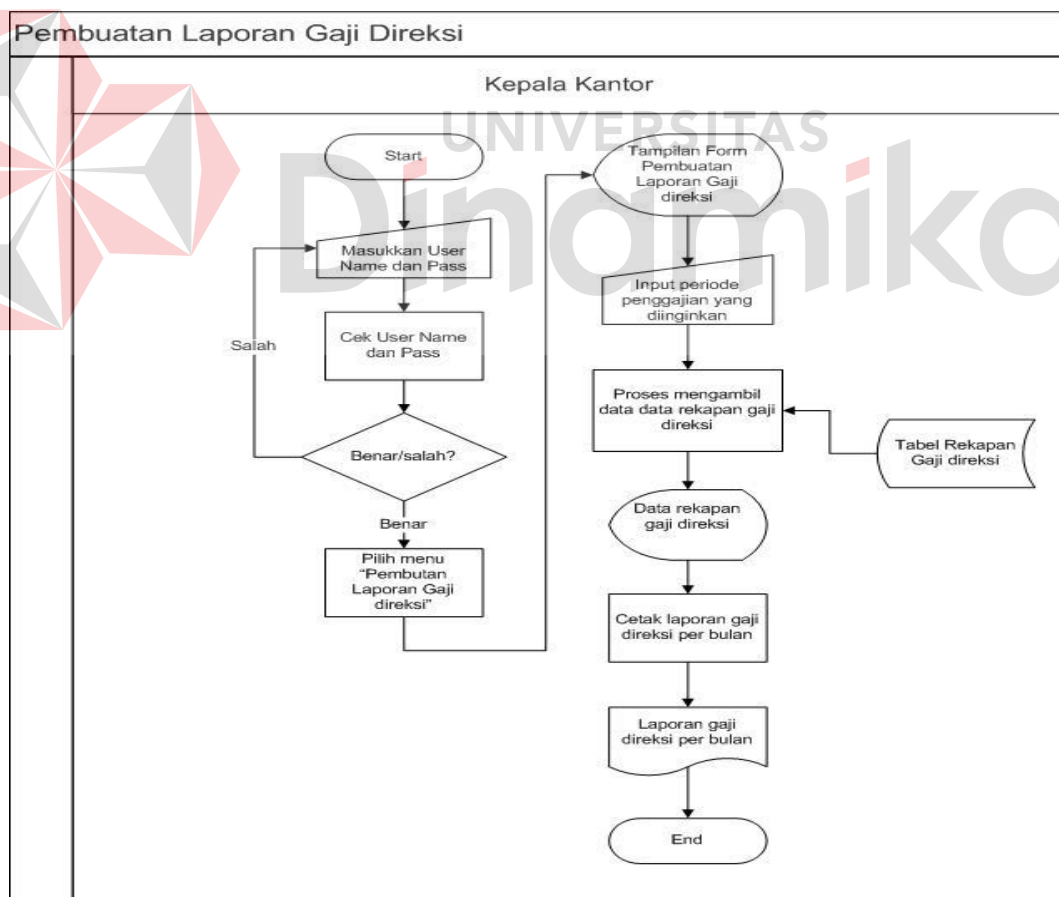 Pembuatan Laporan Gaji Direksi
Kepala Kantor
UNIVERSITAS
Dinamika
Start
Masukkan User
Name dan Pass
Cek User Name
dan Pass
Salah
Benar/salah?
Benar
Pilih menu
“Pembutan
Laporan Gaji
direksi”
Tampilan Form
Pembuatan
Laporan Gaji
direksi
Input periode
penggajian yang
diinginkan
Proses mengambil
data data rekapan gaji
direksi
Tabel Rekapan
Gaji direksi
Data rekapan
gaji direksi
Cetak laporan gaji
direksi per bulan
Laporan gaji
direksi per bulan
End